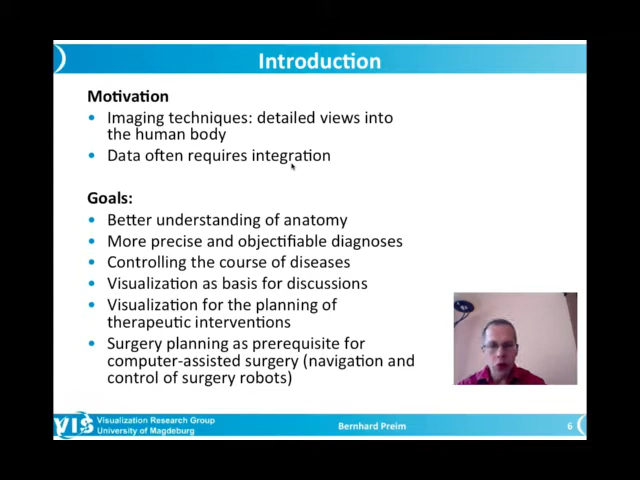 Introduction
Motivation
• Imaging techniques: detailed views into
the human body
• Data often requires integration
Goals:
• Better understanding of anatomy
• More precise and objectifiable diagnoses
• Controlling the course of diseases
• Visualization as basis for discussions
• Visualization for the planning of
therapeutic interventions
• Surgery planning as prerequisite for
computer-assisted surgery (navigation and
control of surgery robots)
VIS
Visualization Research Group
University of Magdeburg
Bernhard Preim
6